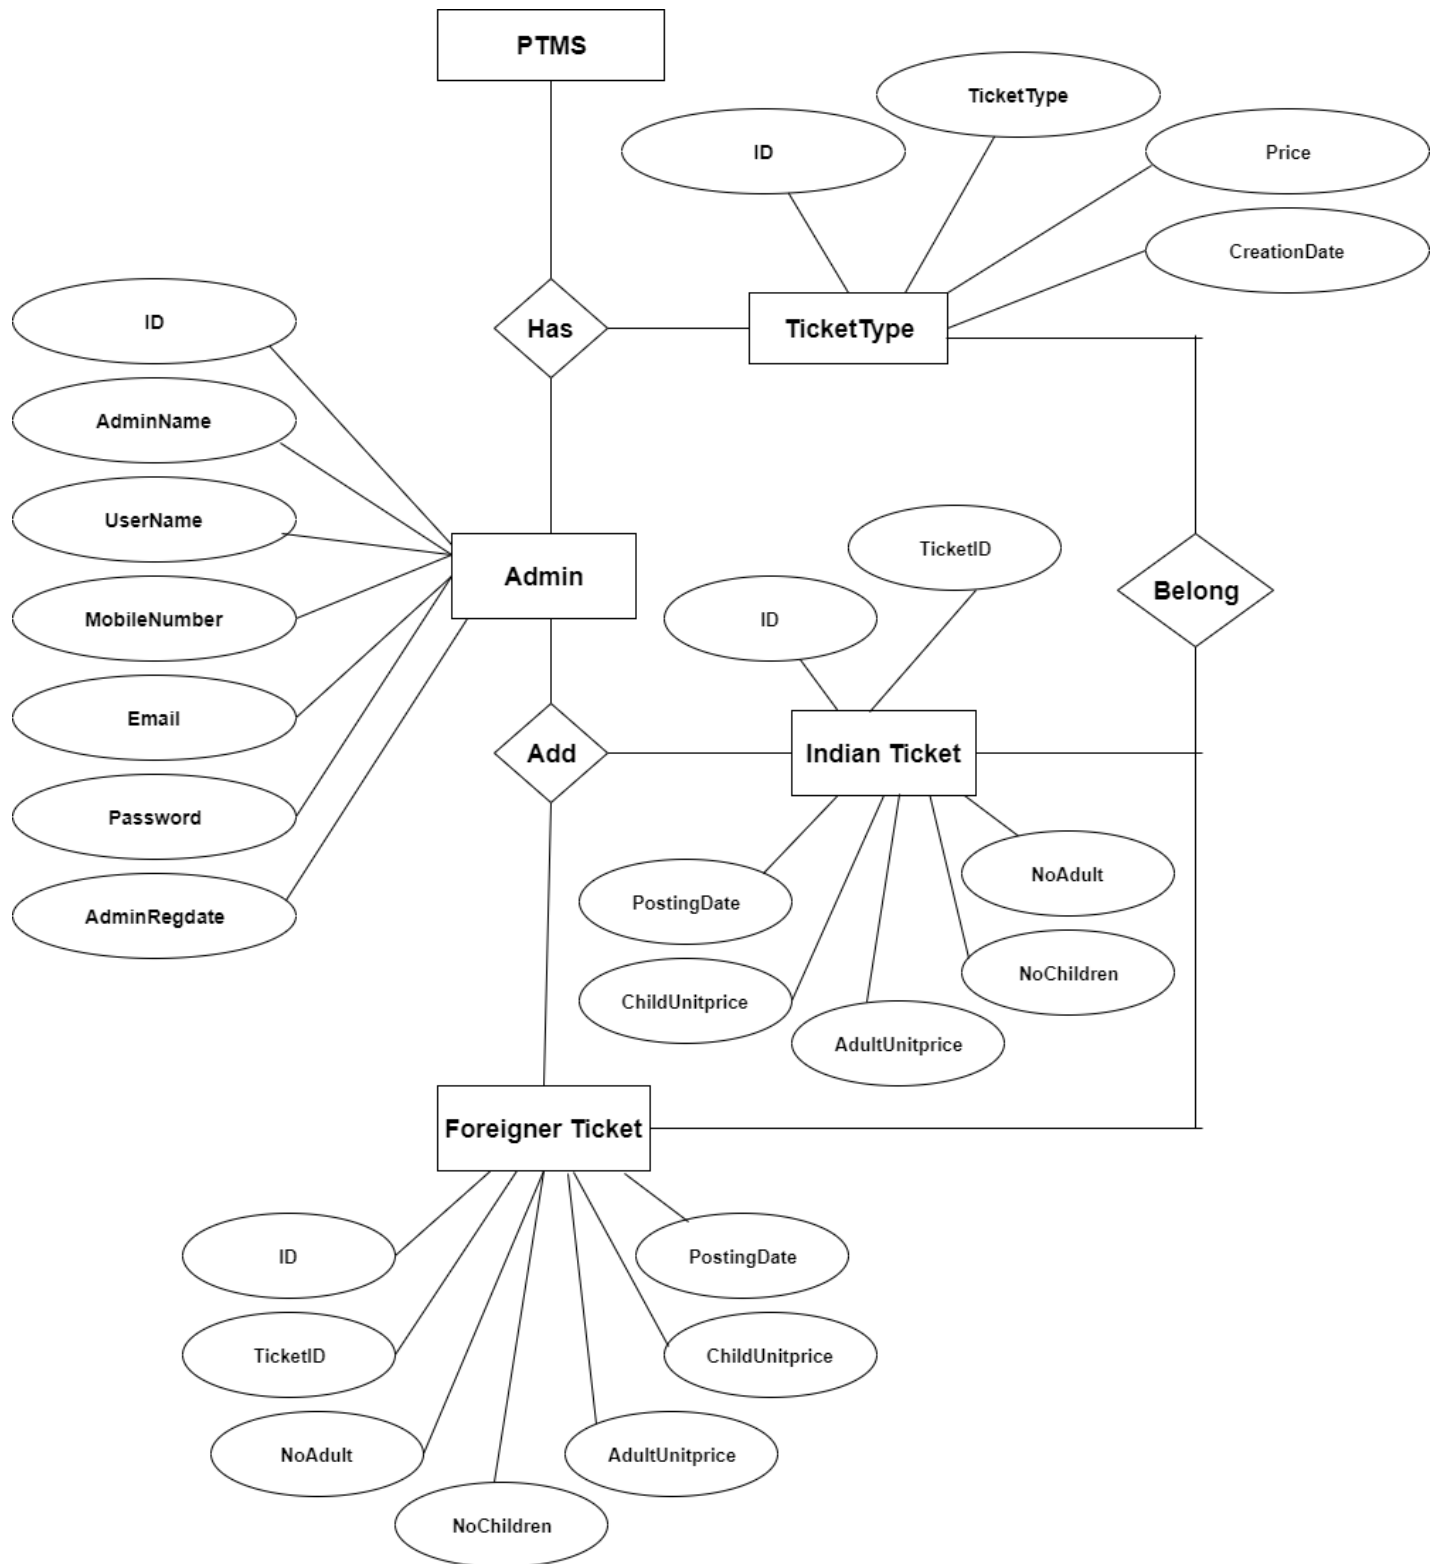 PTMS
TicketType
ID
Price
CreationDate
ID
Has
TicketType
AdminName
UserName
TicketID
Admin
Belong
MobileNumber
ID
Email
Add
Indian Ticket
Password
NoAdult
PostingDate
AdminRegdate
NoChildren
ChildUnitprice
AdultUnitprice
Foreigner Ticket
ID
PostingDate
TicketID
ChildUnitprice
NoAdult
AdultUnitprice
NoChildren